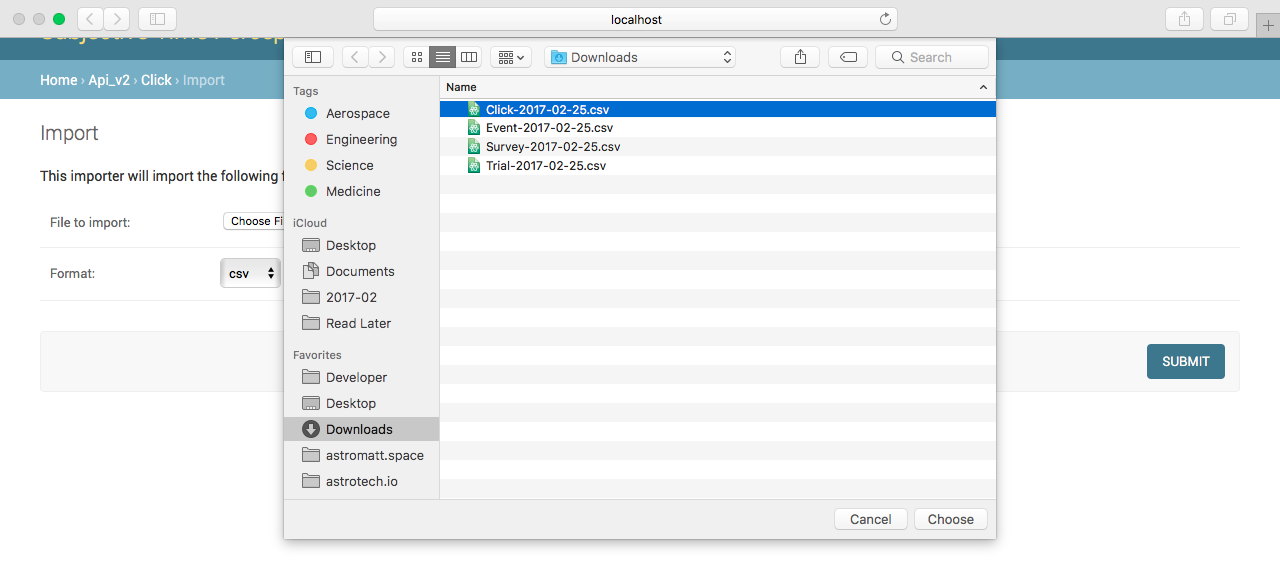 localhost
Subjective Time Percep
Home › Api_v2 › Click › Import
Import
This importer will import the following
File to import:
Choose Fi
Format:
csv
SUBMIT
Downloads
Search
Tags
Aerospace
Engineering
Science
Medicine
iCloud
Desktop
Documents
2017-02
Read Later
Favorites
Developer
Desktop
Downloads
astromatt.space
astrotech.io
Name
Click-2017-02-25.csv
Event-2017-02-25.csv
Survey-2017-02-25.csv
Trial-2017-02-25.csv
Cancel
Choose